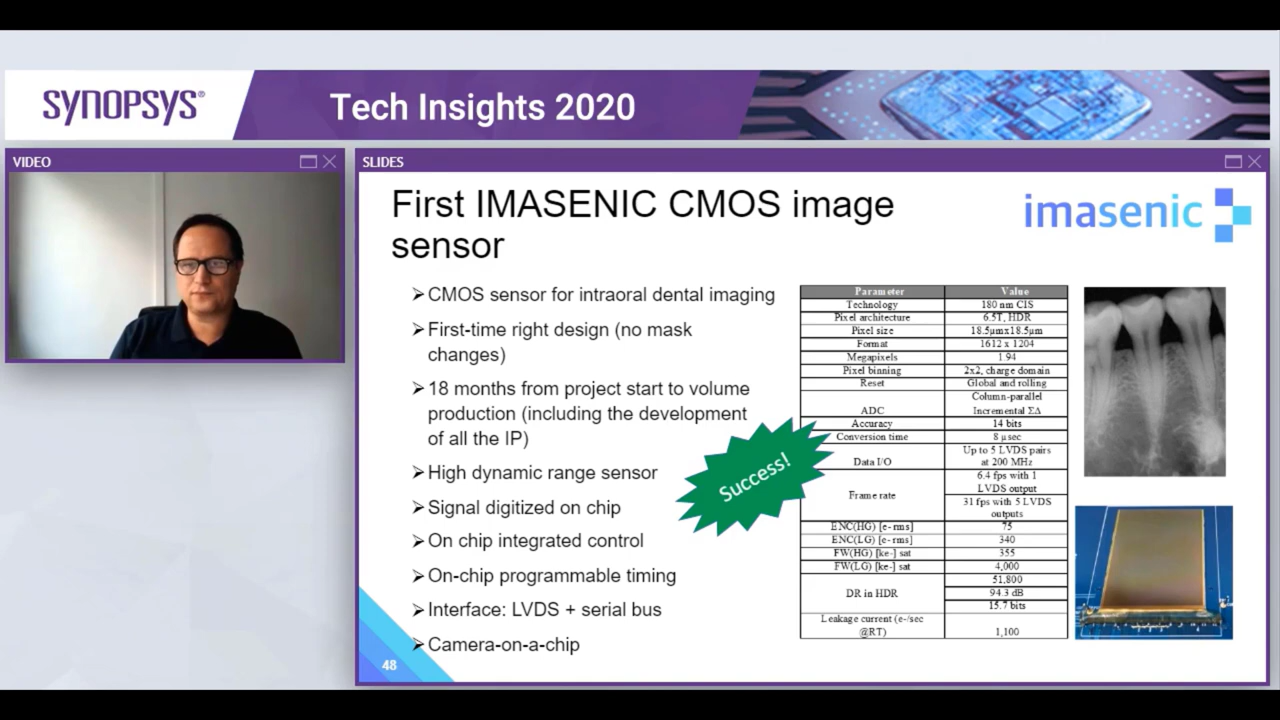 SYNOPSYS®
Tech Insights 2020
VIDEO
SLIDES
First IMASENIC CMOS image
sensor
imasenic
➢CMOS sensor for intraoral dental imaging
➢First-time right design (no mask
changes)
➢18 months from project start to volume
production (including the development
of all the IP)
➢High dynamic range sensor
➢Signal digitized on chip
➢On chip integrated control
➢On-chip programmable timing
➢Interface: LVDS + serial bus
➢Camera-on-a-chip
Success!
Parameter Value
Technology 180 nm CIS
Pixel architecture 6.5T, HDR
Pixel size 18.5µmx18.5µm
Format 1612 x 1204
Megapixels 1.94
Pixel binning 2x2, charge domain
Reset Global and rolling
Column-parallel
ADC Incremental ΣΔ
Accuracy 14 bits
Conversion time 8 µsec
Up to 5 LVDS pairs
Data I/O at 200 MHz
6.4 fps with 1
LVDS output
Frame rate
31 fps with 5 LVDS
outputs
ENC(HG) [e- rms] 75
ENC(LG) [e- rms] 340
FW(HG) [ke-] sat 355
FW(LG) [ke-] sat 4,000
51,800
DR in HDR 94.3 dB
15.7 bits
Leakage current (e-/sec
@RT) 1,100
48